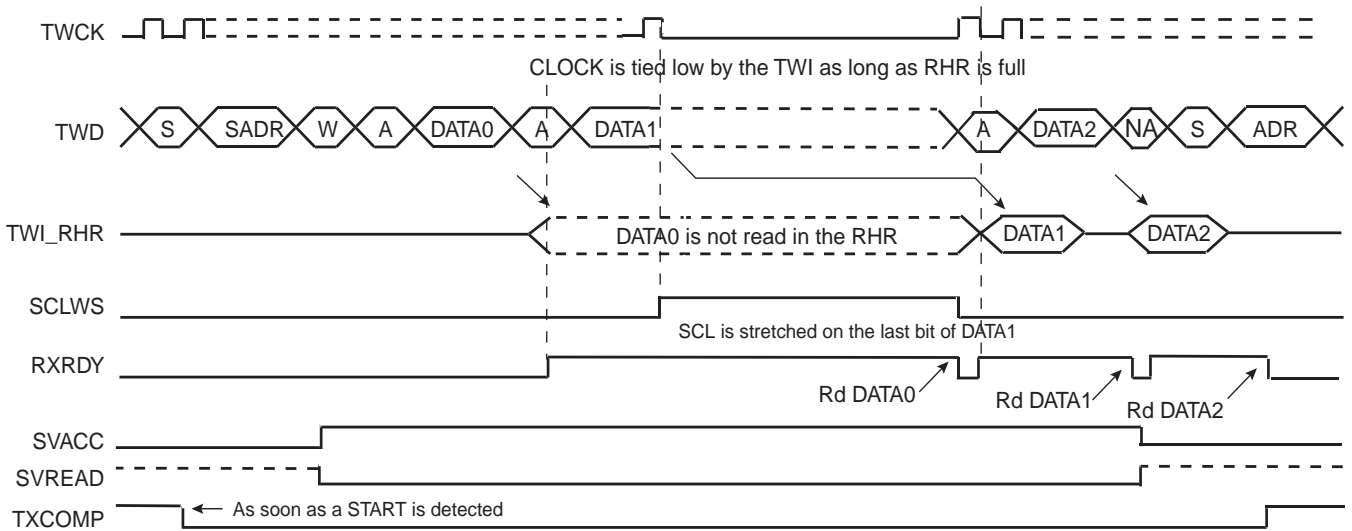 TWCK
CLOCK is tied low by the TWI as long as RHR is full
TWD S SADR W A DATA0 A DATA1 A DATA2 NA S ADR
TWI_RHR DATA0 is not read in the RHR DATA1 DATA2
SCLWS
SCL is stretched on the last bit of DATA1
RXRDY
Rd DATA0 Rd DATA1 Rd DATA2
SVACC
SVREAD
TXCOMP As soon as a START is detected